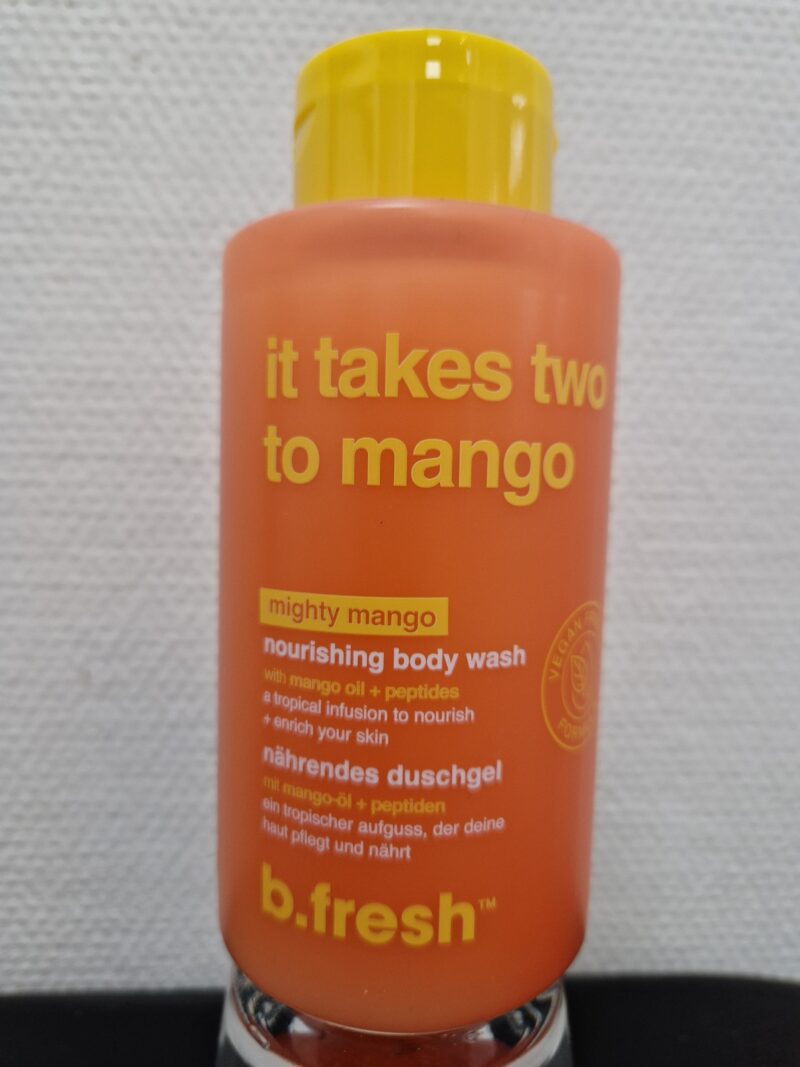 it takes two
to mango
mighty mango
nourishing body wash
with mango oil + peptides
a tropical infusion to nourish
+ enrich your skin
VEGAN
nährendes duschgel
mit mango-öl + peptiden
ein tropischer aufguss, der deine
haut pflegt und nährt
b.fresh™